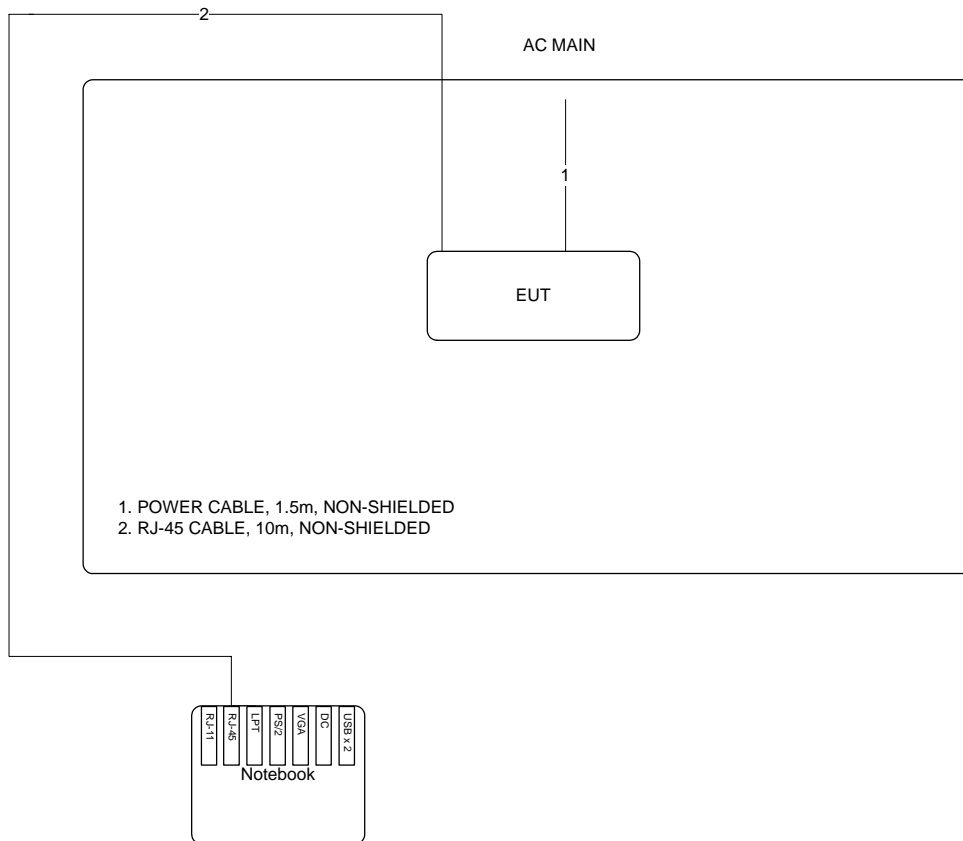 2
AC MAIN
1
EUT
1. POWER CABLE, 1.5m, NON-SHIELDED
2. RJ-45 CABLE, 10m, NON-SHIELDED
RJ-11
RJ-45
LPT
PS/2
VGA
DC
USB x 2
Notebook